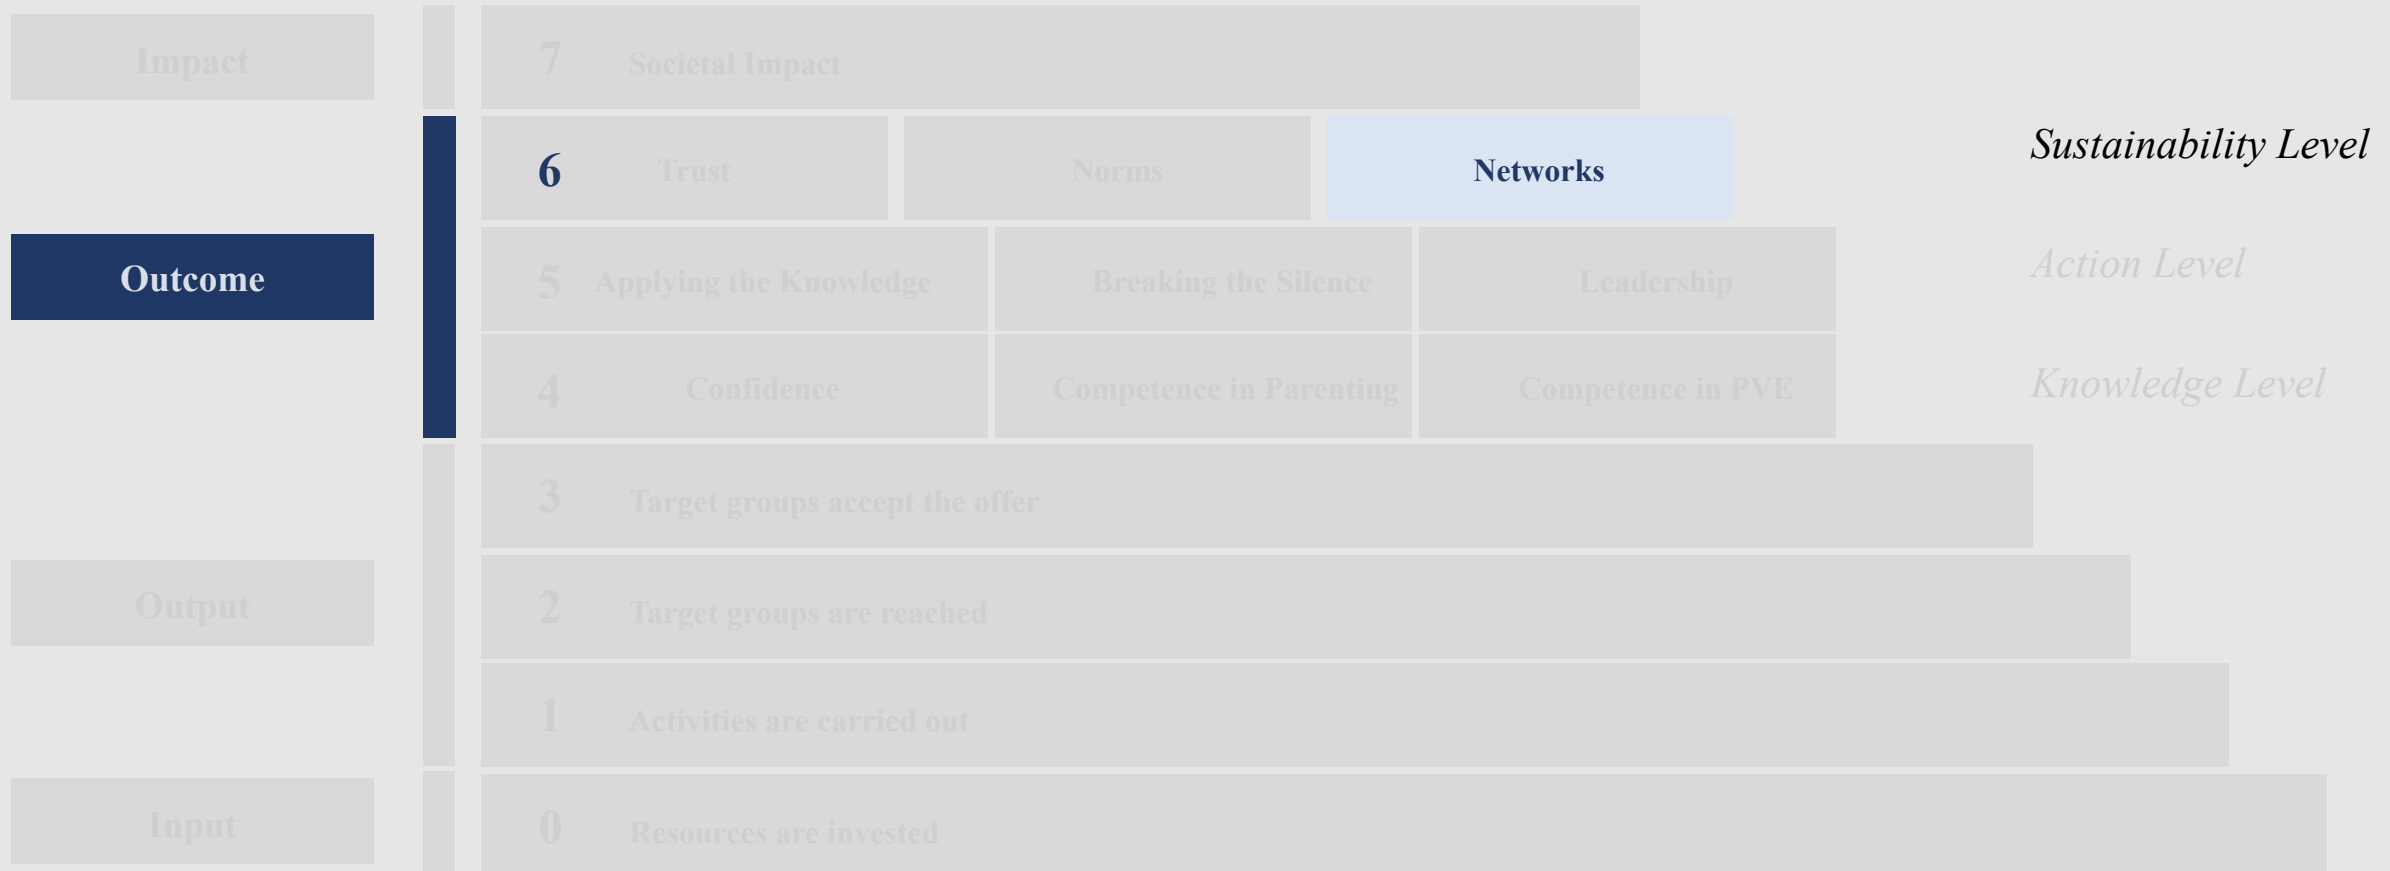 Impact
7 Societal Impact
6 Trust Norms Networks
Sustainability Level
Outcome
5 Applying the Knowledge Breaking the Silence Leadership
Action Level
4 Confidence Competence in Parenting Competence in PVE
Knowledge Level
3 Target groups accept the offer
Output
2 Target groups are reached
1 Activities are carried out
Input
0 Resources are invested